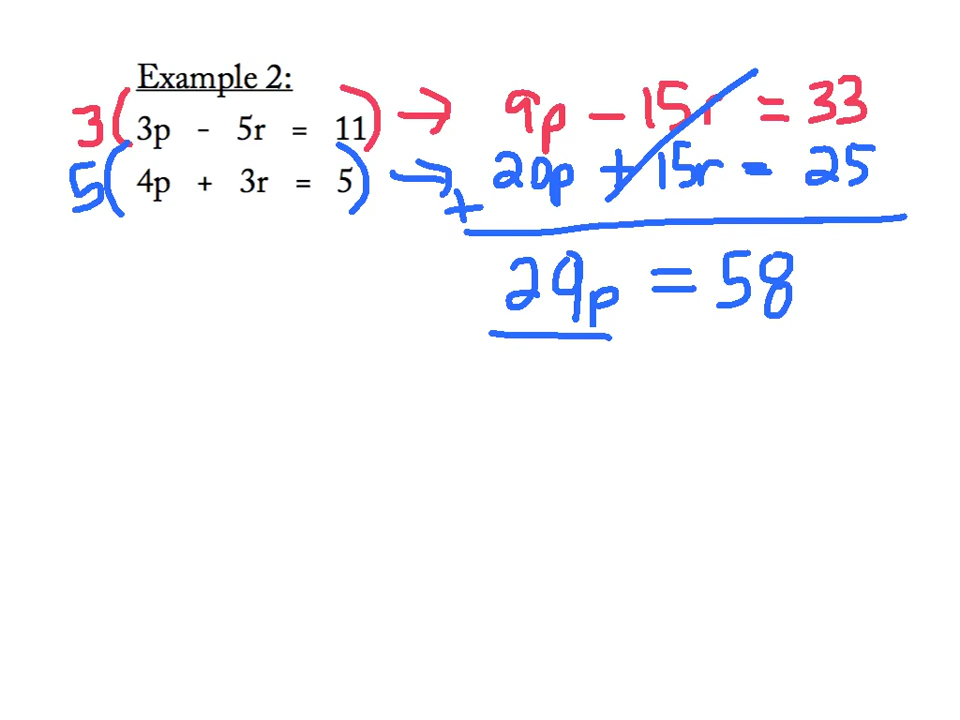 Example 2:
3(3p - 5r = 11) → 9p - 15r = 33
5(4p + 3r = 5) → 20p + 15r = 25
+
29p = 58